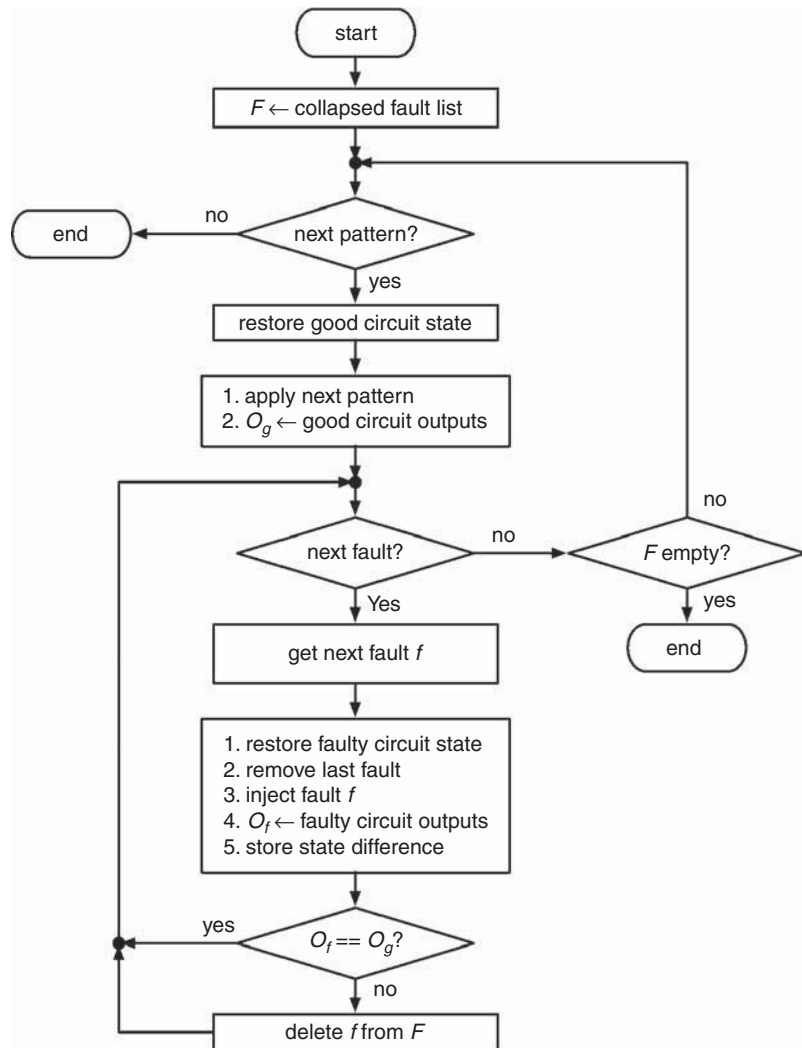 start
F ← collapsed fault list
no
end
next pattern?
yes
restore good circuit state
1. apply next pattern
2. Og ← good circuit outputs
no
next fault?
no
F empty?
Yes
yes
get next fault f
end
1. restore faulty circuit state
2. remove last fault
3. inject fault f
4. Of ← faulty circuit outputs
5. store state difference
yes
Of == Og?
no
delete f from F